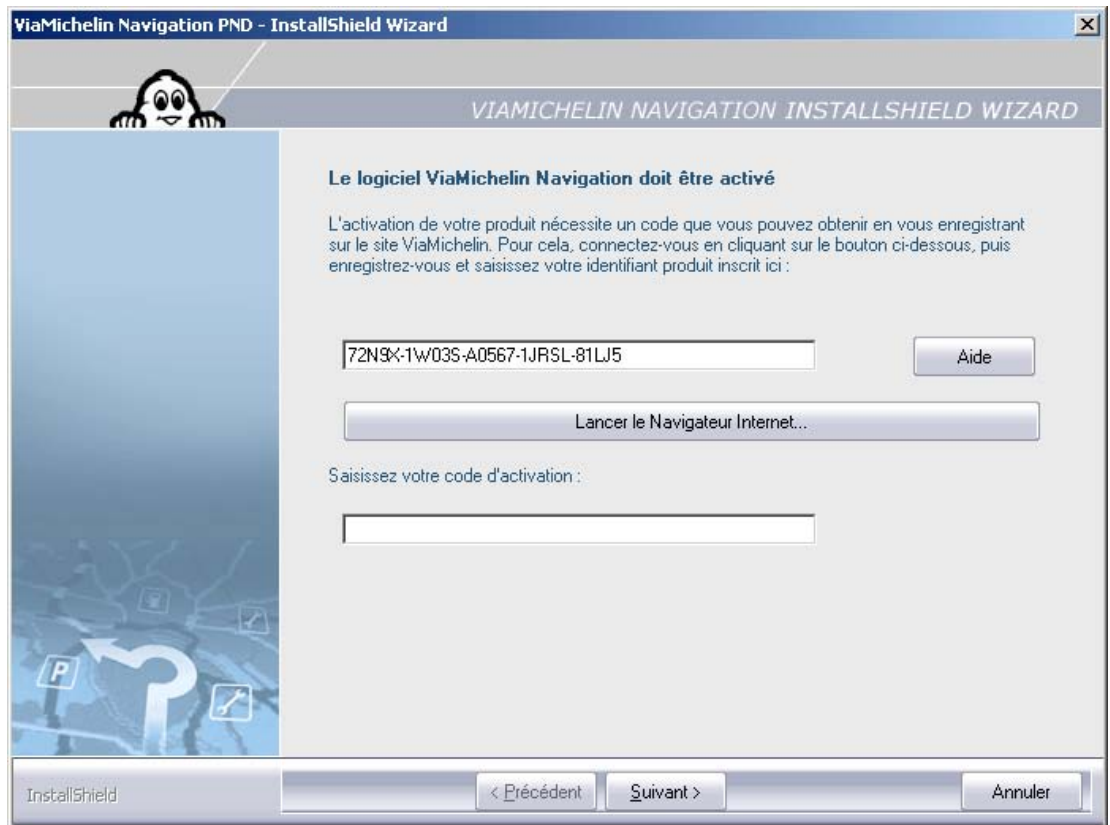 ViaMichelin Navigation PND - InstallShield Wizard
VIAMICHELIN NAVIGATION INSTALLSHIELD WIZARD
Le logiciel ViaMichelin Navigation doit être activé
L'activation de votre produit nécessite un code que vous pouvez obtenir en vous enregistrant
sur le site ViaMichelin. Pour cela, connectez-vous en cliquant sur le bouton ci-dessous, puis
enregistrez-vous et saisissez votre identifiant produit inscrit ici :
72N9X-1W03S-A0567-1JRSL-81LJ5
Aide
Lancer le Navigateur Internet...
Saisissez votre code d'activation :
P
InstallShield
< Précédent
Suivant >
Annuler